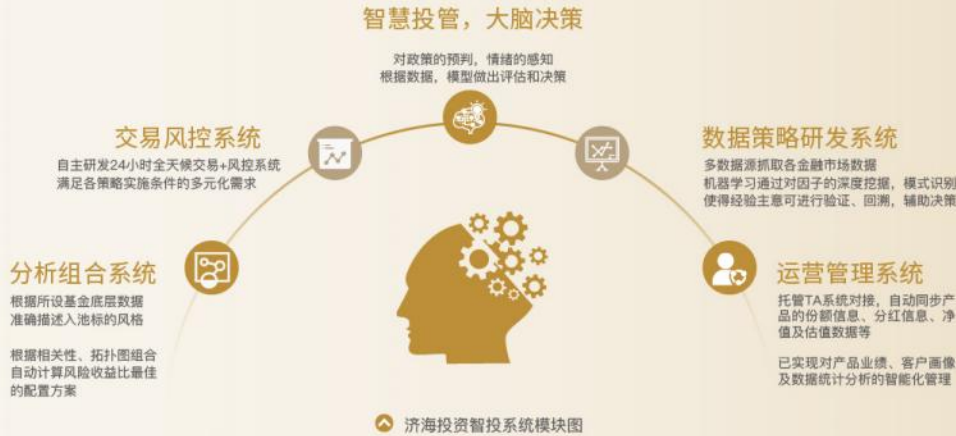 智慧投管，大脑决策
对政策的预判，情绪的感知
根据数据，模型做出评估和决策
交易风控系统
自主研发24小时全天候交易+风控系统
满足各策略实施条件的多元化需求
数据策略研发系统
多数据源抓取各金融市场数据
机器学习通过对因子的深度挖掘，模式识别
使得经验主意可进行验证、回溯，辅助决策
分析组合系统
根据所设基金底层数据
准确描述入池标的风格
根据相关性、拓扑图组合
自动计算风险收益比最佳
的配置方案
运营管理系统
托管TA系统对接，自动同步产
品的份额信息、分红信息、净
值及估值数据等
已实现对产品业绩、客户画像
及数据统计分析的智能化管理
济海投资智投系统模块图